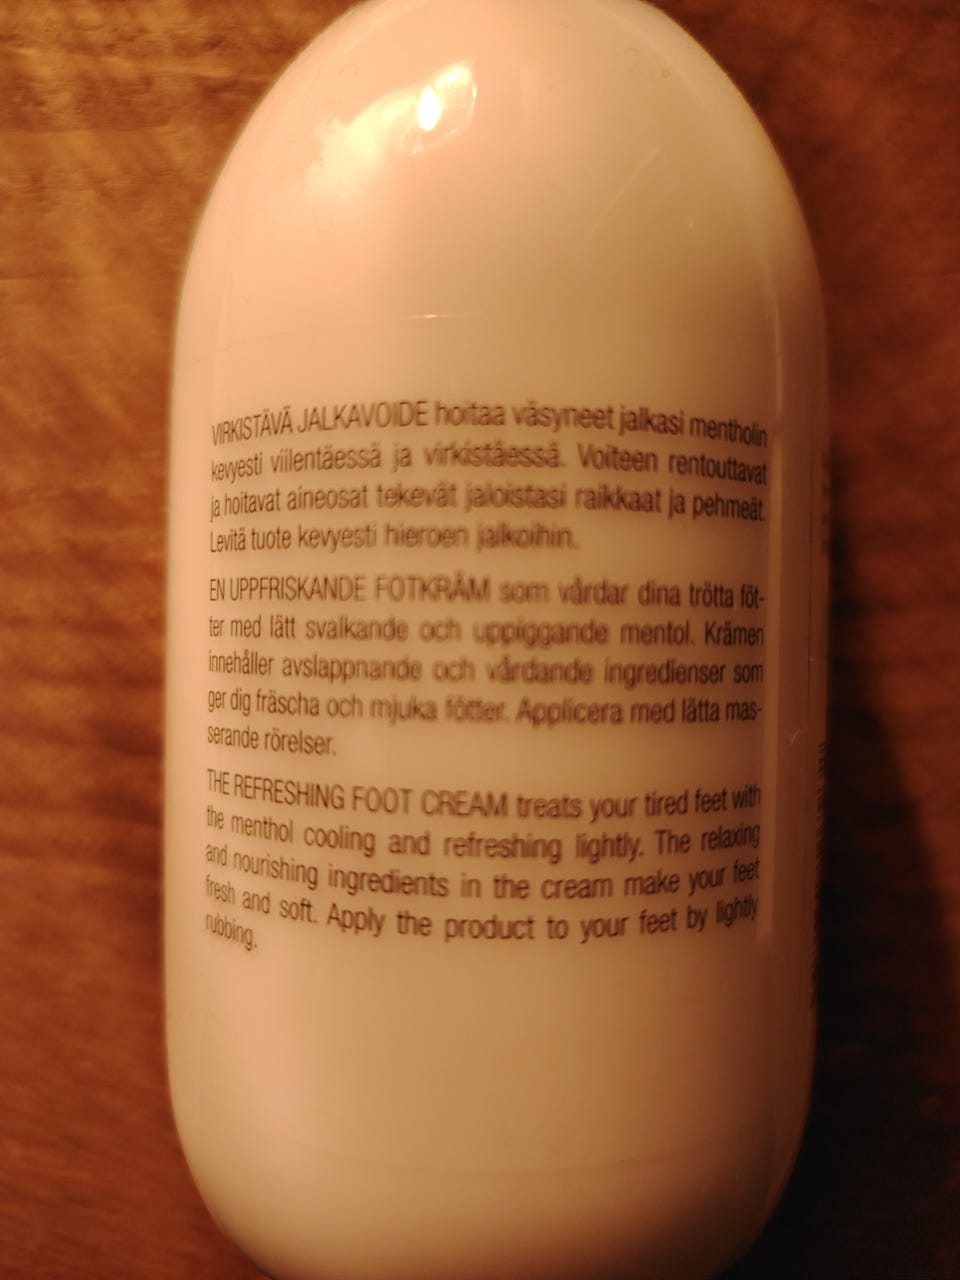 VIRKISTÄVÄ JALKAVOIDE hoitaa väsyneet jalkasi mentholin
kevyesti viilentäessä ja virkistäessä. Voiteen rentouttavat
ja hoitavat aineosat tekevät jaloistasi raikkaat ja pehmeät.
Levitä tuote kevyesti hieroen jalkoihin.
EN UPPFRISKANDE FOTKRÄM som vårdar dina trötta föt-
ter med lätt svalkande och uppiggande mentol. Krämen
innehåller avslappnande och vårdande ingredienser som
ger dig fräscha och mjuka fötter. Applicera med lätta mas-
serande rörelser.
THE REFRESHING FOOT CREAM treats your tired feet with
the menthol cooling and refreshing lightly. The relaxing
and nourishing ingredients in the cream make your feet
fresh and soft. Apply the product to your feet by lightly
rubbing.